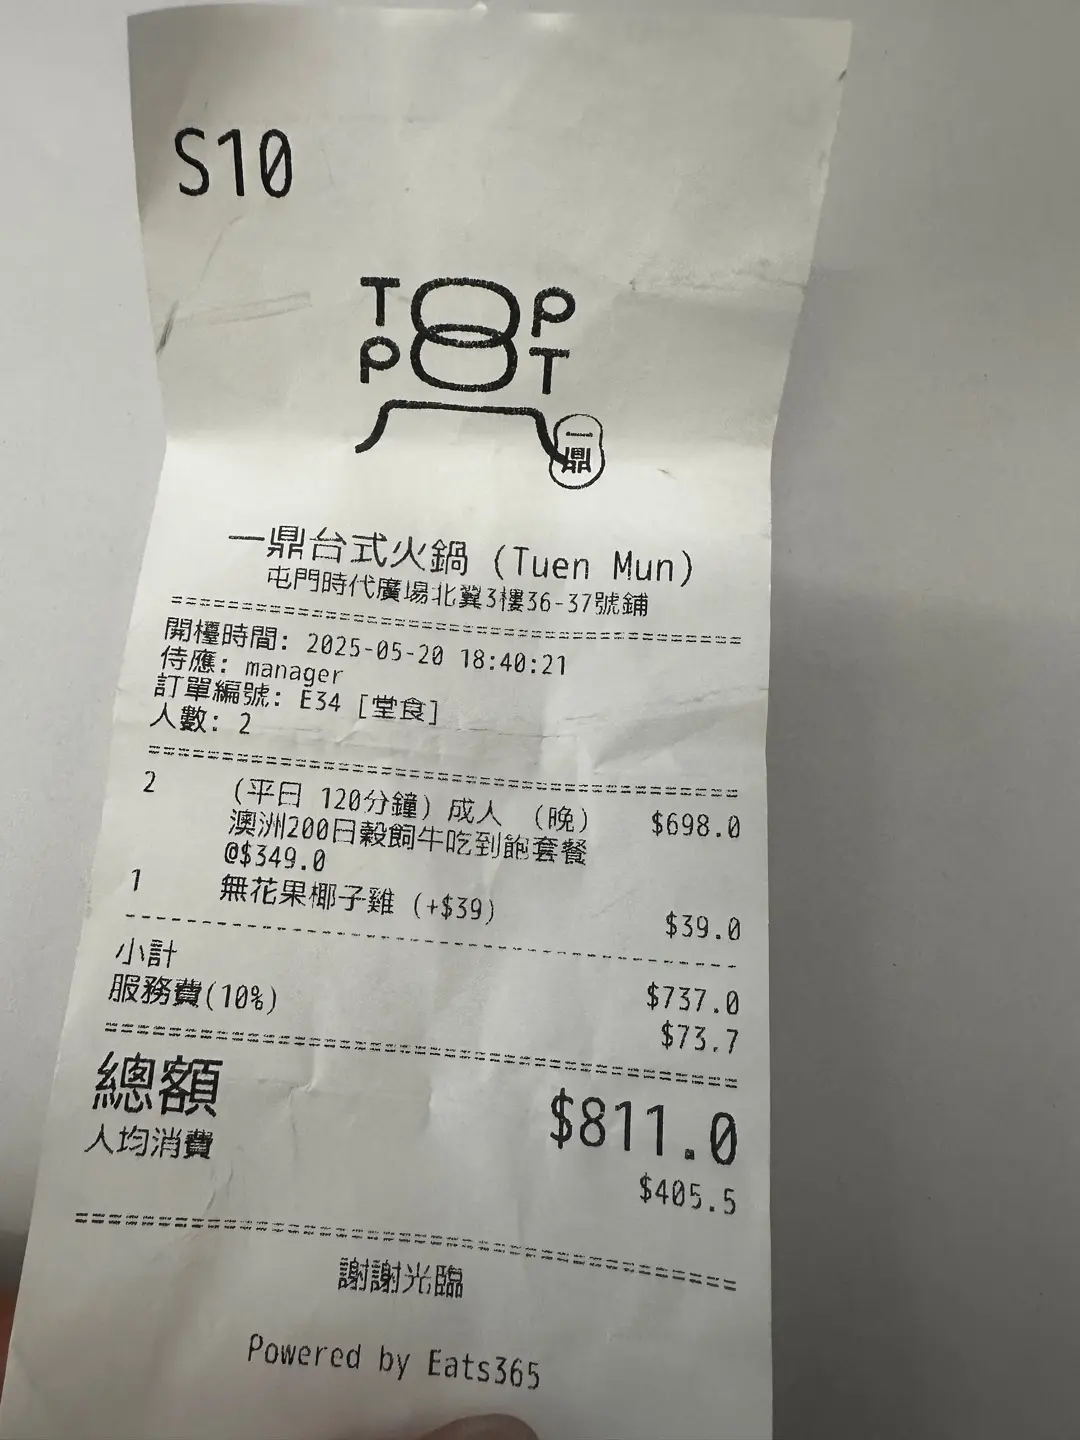 S10
TOP
POT
一鼎
一鼎台式火鍋 (Tuen Mun)
屯門時代廣場北翼3樓36-37號鋪
開檯時間: 2025-05-20 18:40:21
侍應: manager
訂單編號: E34 [堂食]
人數: 2
2 (平日 120分鐘) 成人 (晚) $698.0
澳洲200日穀飼牛吃到飽套餐
@$349.0
1 無花果椰子雞 (+$39) $39.0
小計 $737.0
服務費(10%) $73.7
總額 $811.0
人均消費 $405.5
謝謝光臨
Powered by Eats365